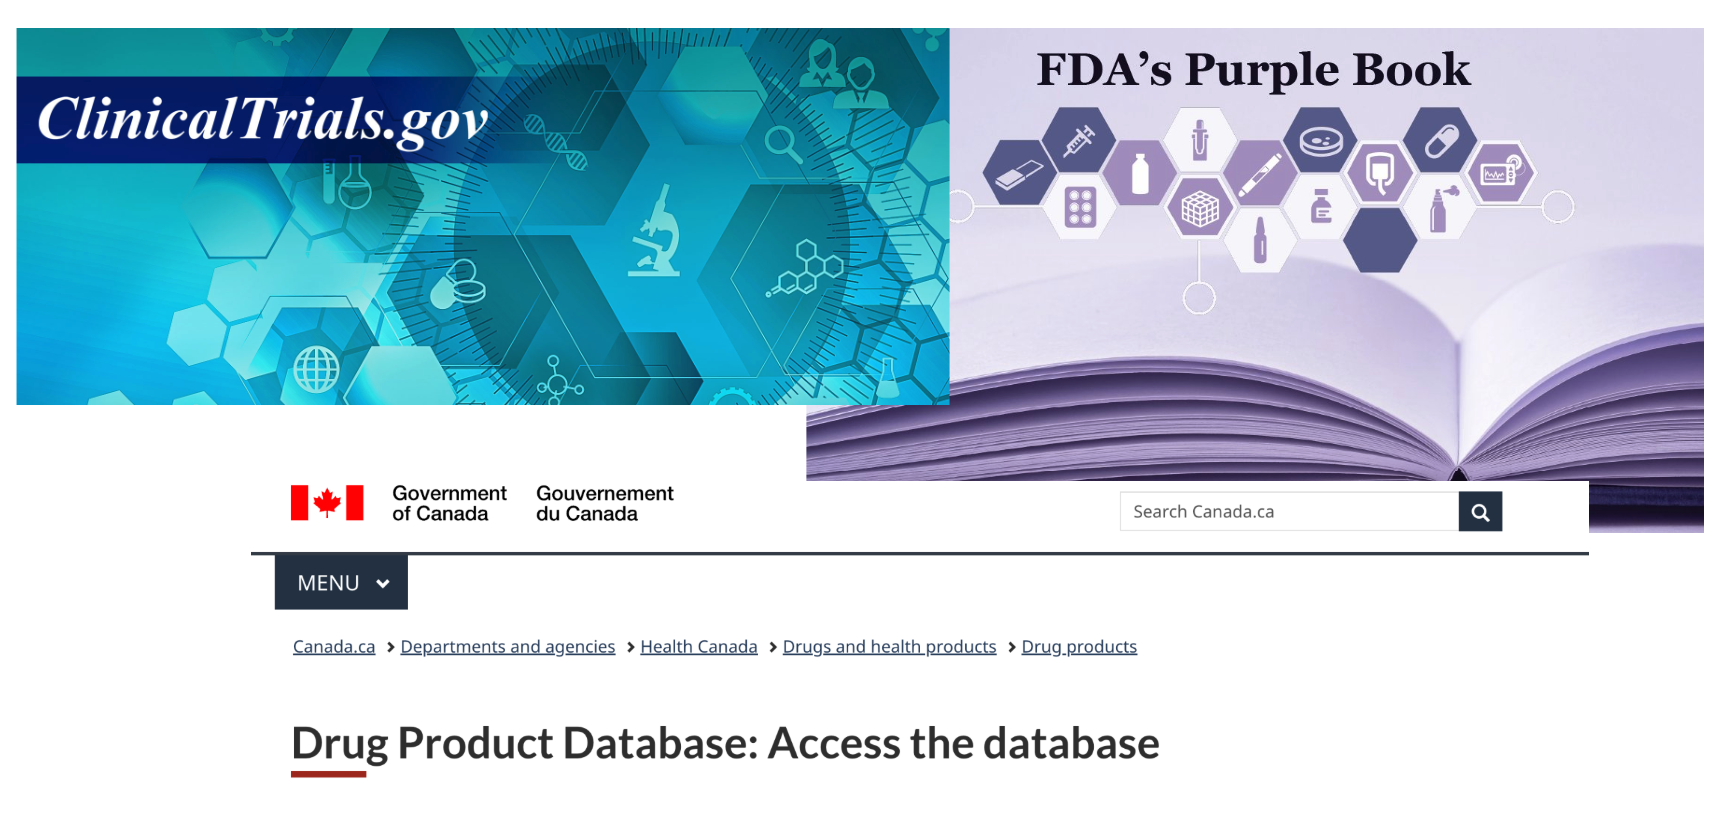 ClinicalTrials.gov
FDA's Purple Book
Government of Canada
Gouvernement du Canada
Search Canada.ca
MENU
Canada.ca > Departments and agencies > Health Canada > Drugs and health products > Drug products
Drug Product Database: Access the database